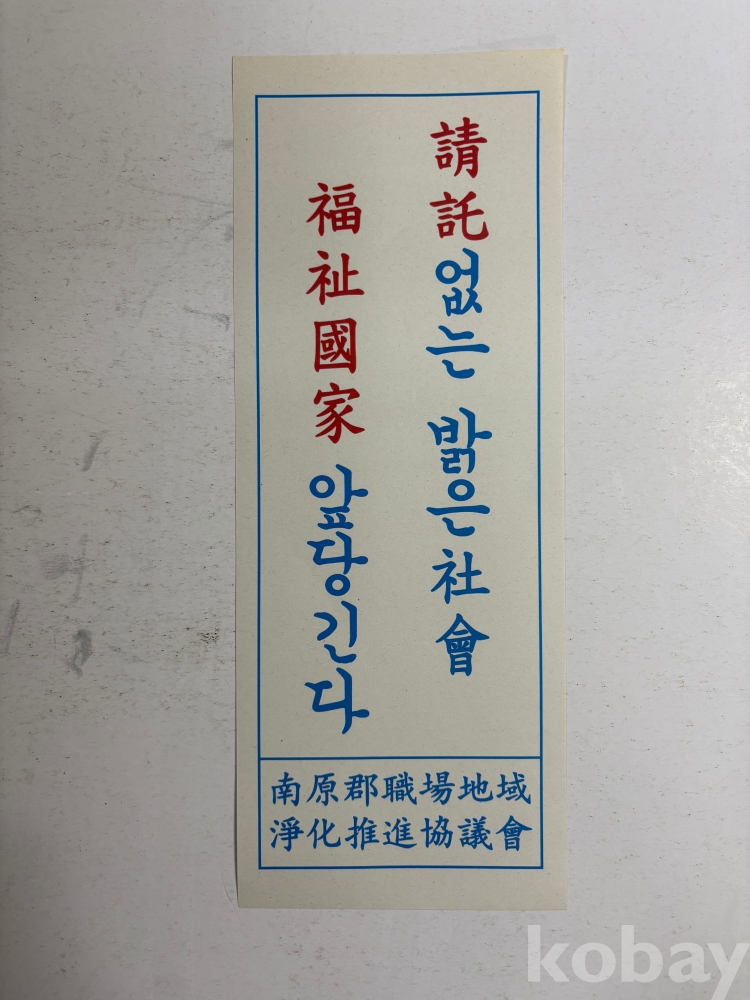 請託없는 밝은社會
福祉國家 앞당긴다
南原郡職場地域
淨化推進協議會
kobay